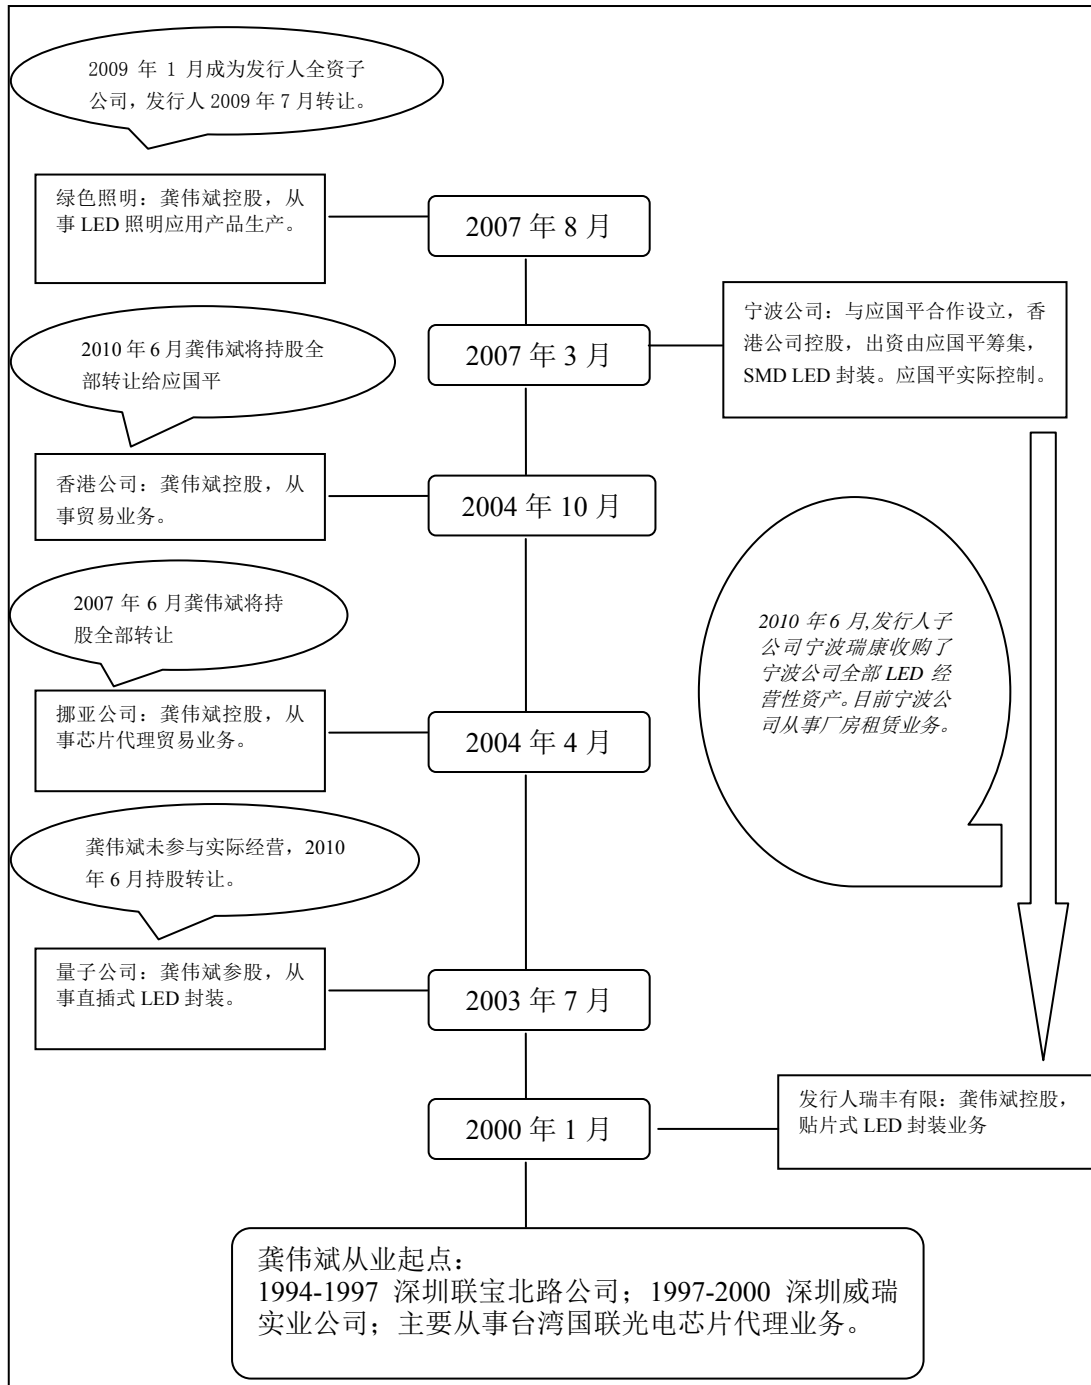 2009 年 1 月成为发行人全资子
公司，发行人 2009 年 7 月转让。
绿色照明：龚伟斌控股，从
事 LED 照明应用产品生产。
2007 年 8 月
宁波公司：与应国平合作设立，香
港公司控股，出资由应国平筹集，
SMD LED 封装。应国平实际控制。
2007 年 3 月
2010 年 6 月龚伟斌将持股全
部转让给应国平
香港公司：龚伟斌控股，从
事贸易业务。
2004 年 10 月
2007 年 6 月龚伟斌将持
股全部转让
2010 年 6 月,发行人子
公司宁波瑞康收购了
宁波公司全部 LED 经
营性资产。目前宁波公
司从事厂房租赁业务。
挪亚公司：龚伟斌控股，从
事芯片代理贸易业务。
2004 年 4 月
龚伟斌未参与实际经营，2010
年 6 月持股转让。
量子公司：龚伟斌参股，从
事直插式 LED 封装。
2003 年 7 月
发行人瑞丰有限：龚伟斌控股，
贴片式 LED 封装业务
2000 年 1 月
龚伟斌从业起点：
1994-1997 深圳联宝北路公司；1997-2000 深圳威瑞
实业公司；主要从事台湾国联光电芯片代理业务。